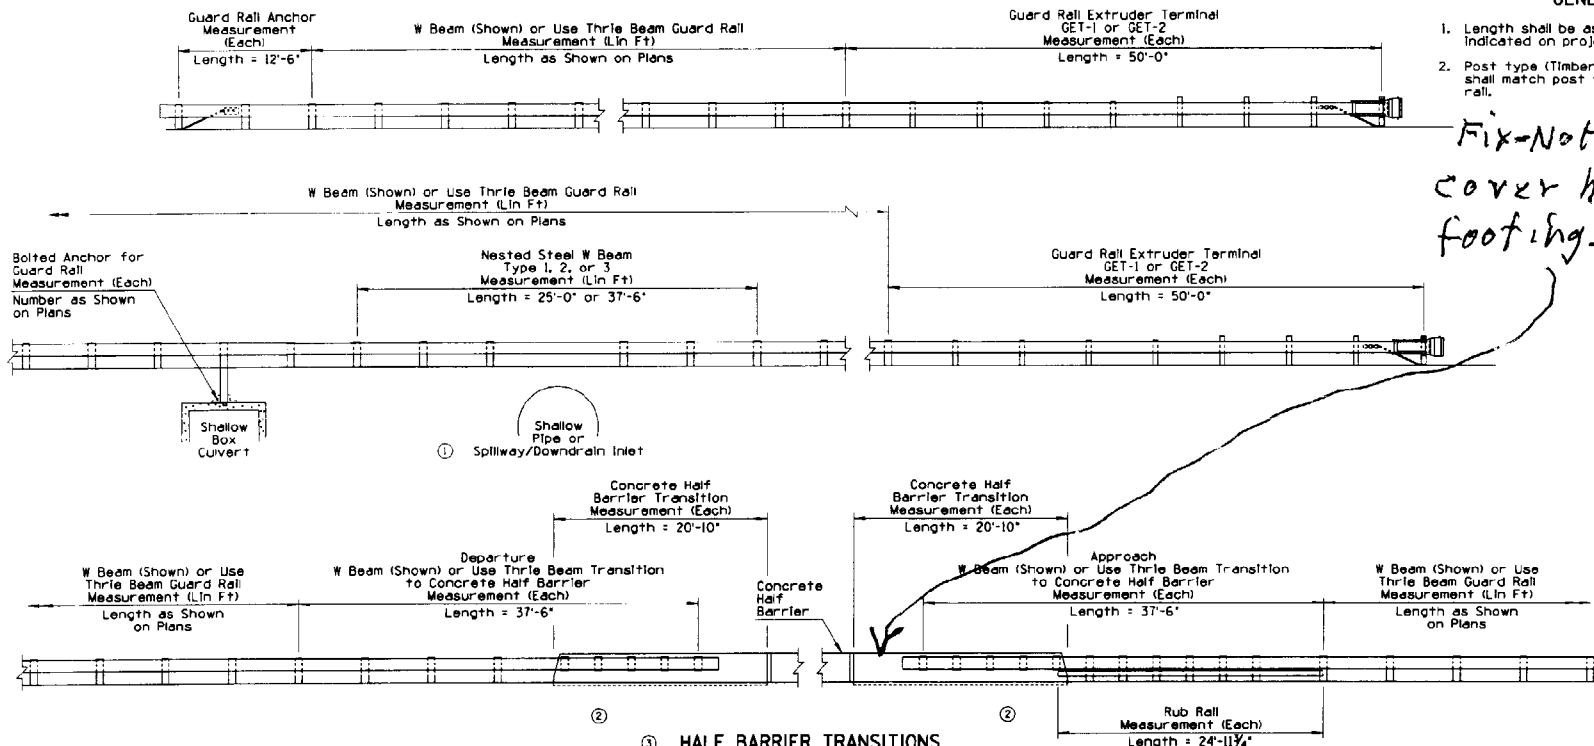 Guard Rail Anchor
Measurement
(Each)
Length = 12'-6"
W Beam (Shown) or Use Thrie Beam Guard Rail
Measurement (Lin Ft)
Length as Shown on Plans
Guard Rail Extruder Terminal
GET-1 or GET-2
Measurement (Each)
Length = 50'-0"
1. Length shall be
indicated on
2. Post type
shall match post
rail.
Fix-Not
cover
footing.
W Beam (Shown) or Use Thrie Beam Guard Rail
Measurement (Lin Ft)
Length as Shown on Plans
Bolted Anchor for
Guard Rail
Measurement (Each)
Number as Shown
on Plans
Nested Steel W Beam
Type 1, 2, or 3
Measurement (Lin Ft)
Length = 25'-0" or 37'-6"
Guard Rail Extruder Terminal
GET-1 or GET-2
Measurement (Each)
Length = 50'-0"
Shallow
Box
Culvert
Shallow
Pipe or
① Spillway/Downdrain Inlet
Concrete Half
Barrier Transition
Measurement (Each)
Length = 20'-10"
Concrete Half
Barrier Transition
Measurement (Each)
Length = 20'-10"
W Beam (Shown) or Use
Thrie Beam Guard Rail
Measurement (Lin Ft)
Length as Shown
on Plans
Departure
W Beam (Shown) or Use Thrie Beam Transition
to Concrete Half Barrier
Measurement (Each)
Length = 37'-6"
Concrete
Half
Barrier
Approach
W Beam (Shown) or Use Thrie Beam Transition
to Concrete Half Barrier
Measurement (Each)
Length = 37'-6"
W Beam (Shown) or Use
Thrie Beam Guard Rail
Measurement (Lin Ft)
Length as Shown
on Plans
②
②
Rub Rail
Measurement (Each)
Length = 24'-11¾"
③ HALF BARRIER TRANSITIONS